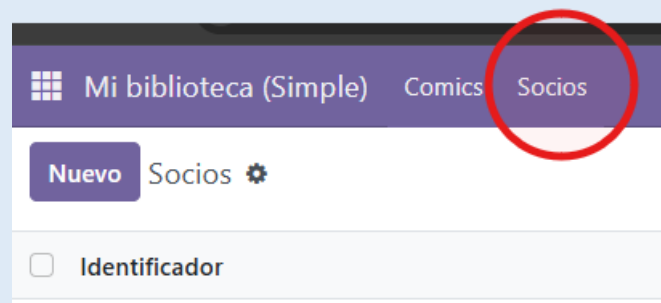 Mi biblioteca (Simple) Comics Socios
Nuevo Socios
Identificador